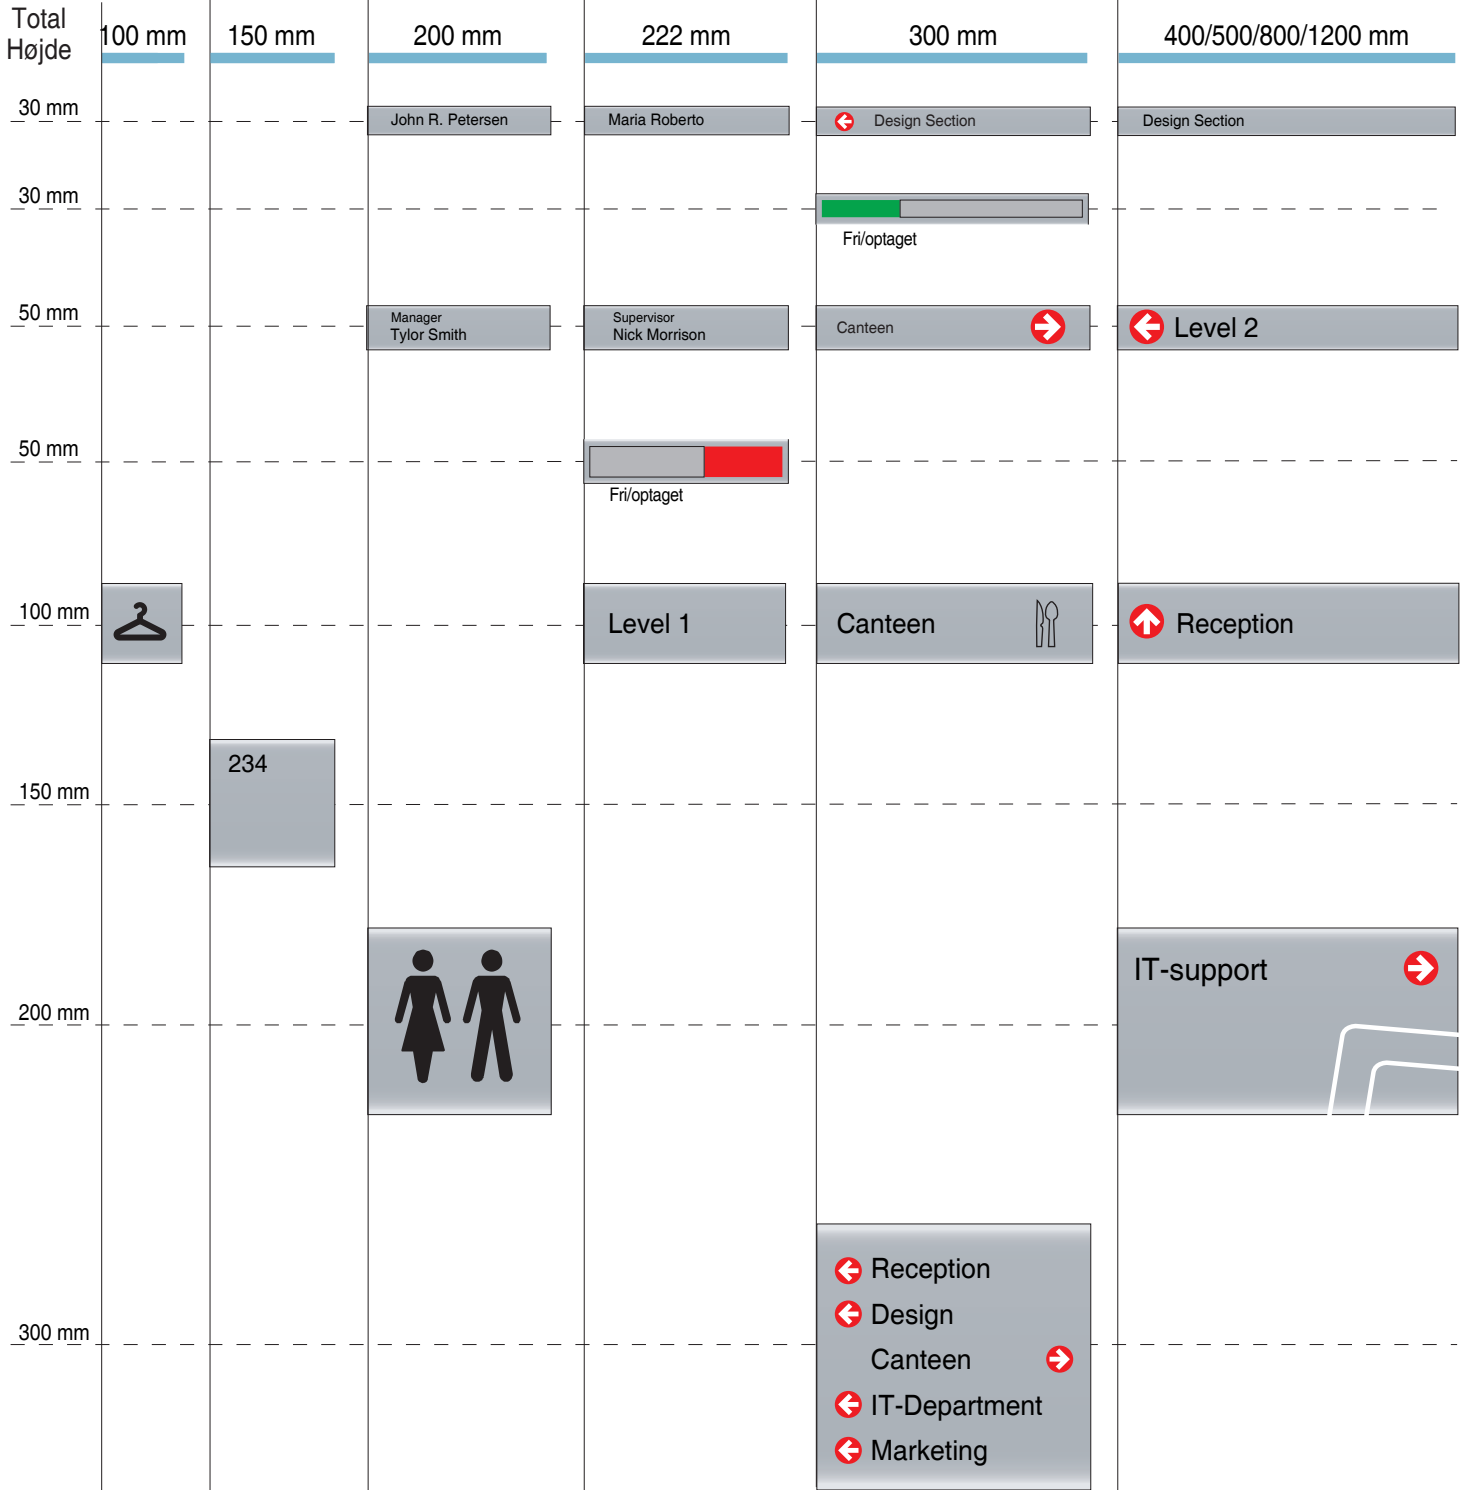 Total
Højde
100 mm
150 mm
200 mm
222 mm
300 mm
400/500/800/1200 mm
30 mm
John R. Petersen
Maria Roberto
Design Section
Design Section
30 mm
Fri/optaget
50 mm
Manager
Tylor Smith
Supervisor
Nick Morrison
Canteen
Level 2
50 mm
Fri/optaget
100 mm
Level 1
Canteen
Reception
234
150 mm
IT-support
200 mm
Reception
Design
300 mm
Canteen
IT-Department
Marketing